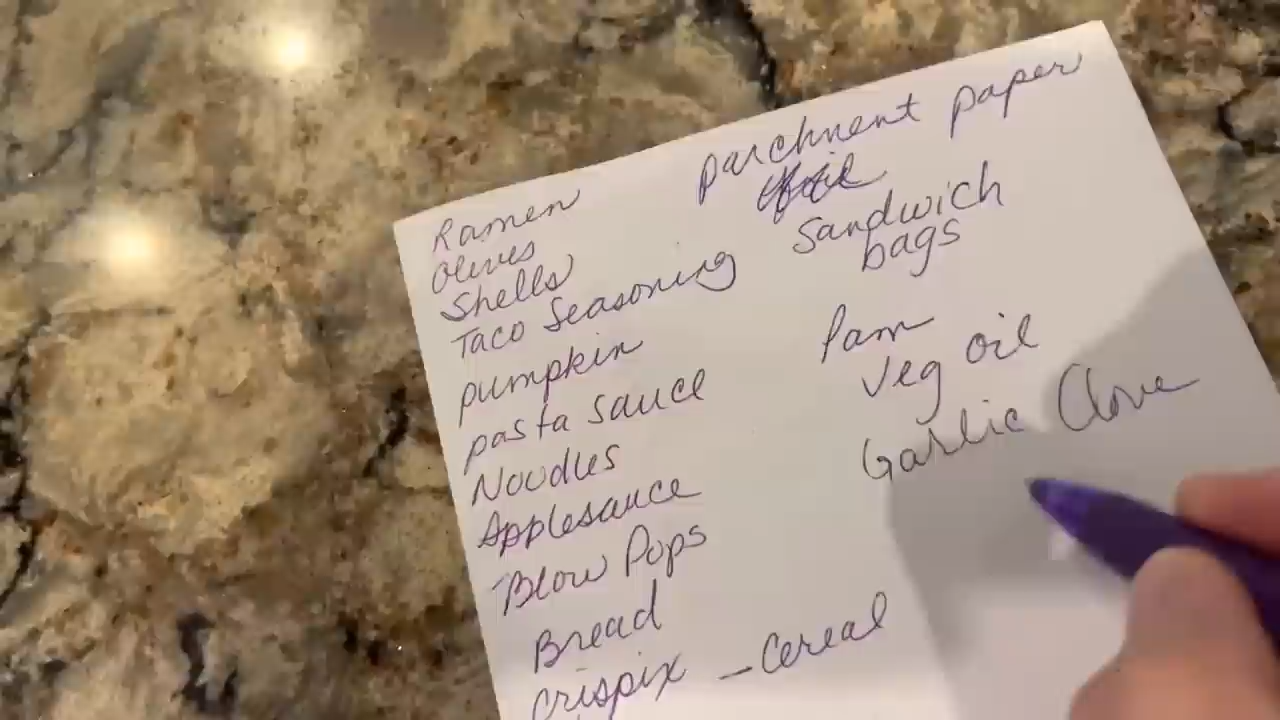 Ramen
Olives
Shells
Taco Seasoning
pumpkin
pasta sauce
Noodles
Applesauce
Blow Pops
Bread
Crispix - Cereal
parchment paper
Sandwich
bags
Pam
Veg oil
Garlic Clove